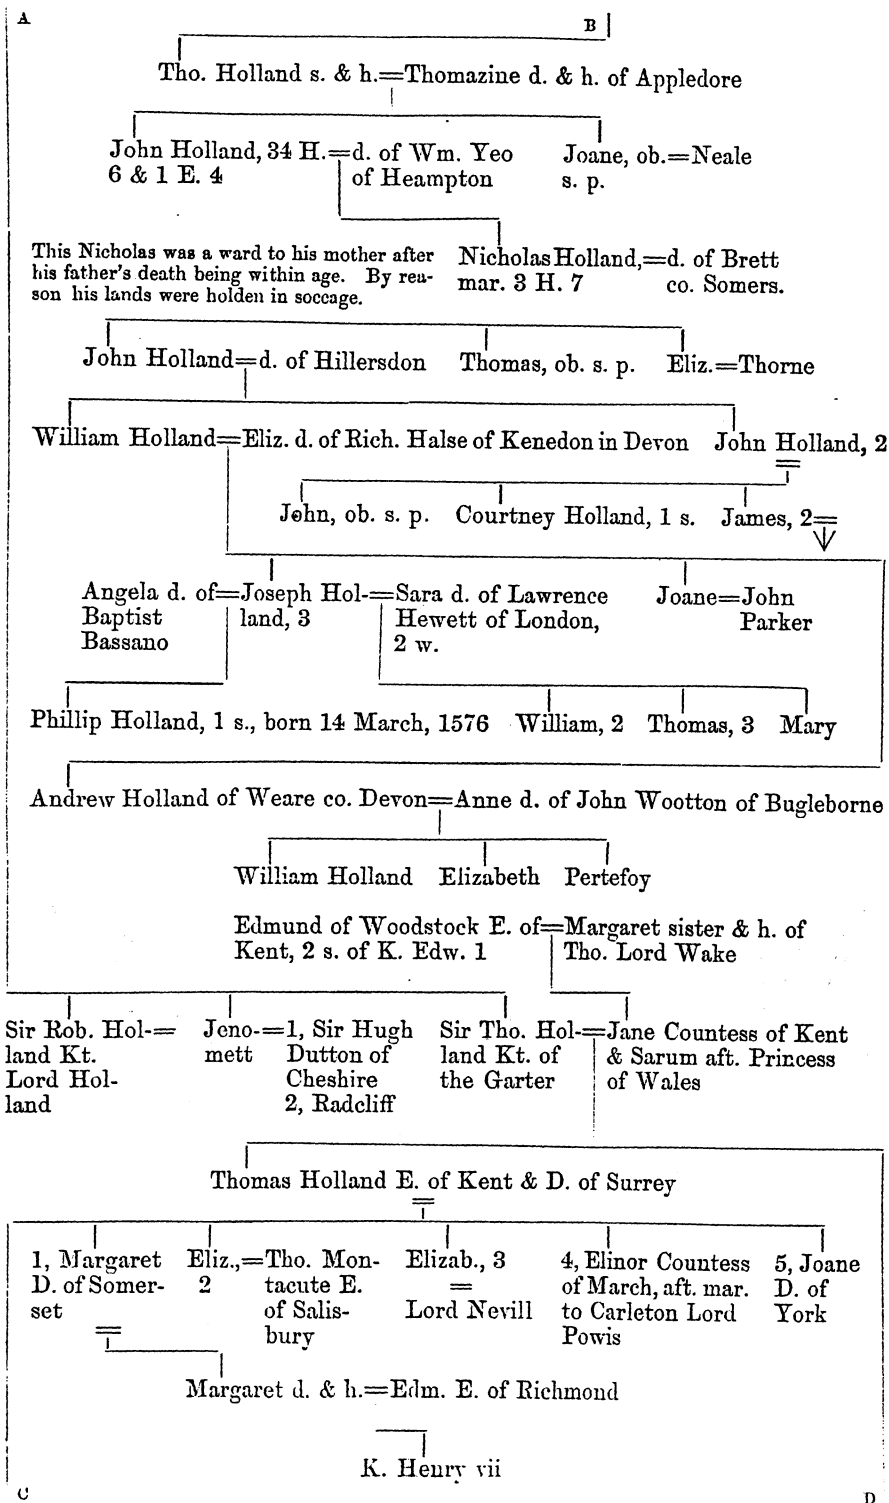 A
B
Tho. Holland s. & h.=Thomazine d. & h. of Appledore
John Holland, 34 H.=d. of Wm. Yeo Joane, ob.=Neale
6 & 1 E. 4 of Heampton s. p.
This Nicholas was a ward to his mother after
his father's death being within age. By rea-
son his lands were holden in soccage.
Nicholas Holland,=d. of Brett
mar. 3 H. 7 co. Somers.
John Holland=d. of Hillersdon Thomas, ob. s. p. Eliz.=Thorne
William Holland=Eliz. d. of Rich. Halse of Kenedon in Devon John Holland, 2
=
John, ob. s. p. Courtney Holland, 1 s. James, 2=
Angela d. of=Joseph Hol-=Sara d. of Lawrence Joane=John
Baptist land, 3 Hewett of London, Parker
Bassano 2 w.
Phillip Holland, 1 s., born 14 March, 1576 William, 2 Thomas, 3 Mary
Andrew Holland of Weare co. Devon=Anne d. of John Wootton of Bugleborne
William Holland Elizabeth Pertefoy
Edmund of Woodstock E. of=Margaret sister & h. of
Kent, 2 s. of K. Edw. 1 Tho. Lord Wake
Sir Rob. Hol-= Jeno-=1, Sir Hugh Sir Tho. Hol-=Jane Countess of Kent
land Kt. mett Dutton of land Kt. of & Sarum aft. Princess
Lord Hol- Cheshire the Garter of Wales
land 2, Radcliff
Thomas Holland E. of Kent & D. of Surrey
=
1, Margaret Eliz.,=Tho. Mon- Elizab., 3 4, Elinor Countess 5, Joane
D. of Somer- 2 tacute E. = of March, aft. mar. D. of
set of Salis- Lord Nevill to Carleton Lord York
= bury Powis
Margaret d. & h.=Edm. E. of Richmond
K. Henry vii
C
D